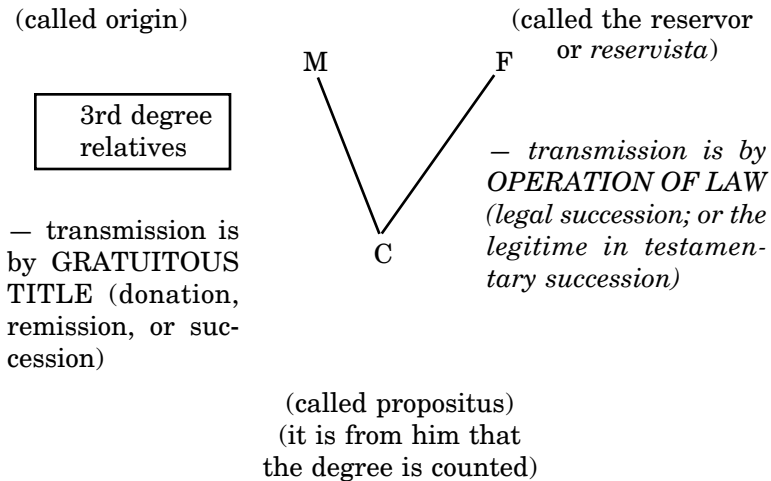 (called origin)
(called the reservor
or reservista)
M
F
3rd degree
relatives
— transmission is
by GRATUITOUS
TITLE (donation,
remission, or suc-
cession)
C
— transmission is by
OPERATION OF LAW
(legal succession; or the
legitime in testamen-
tary succession)
(called propositus)
(it is from him that
the degree is counted)